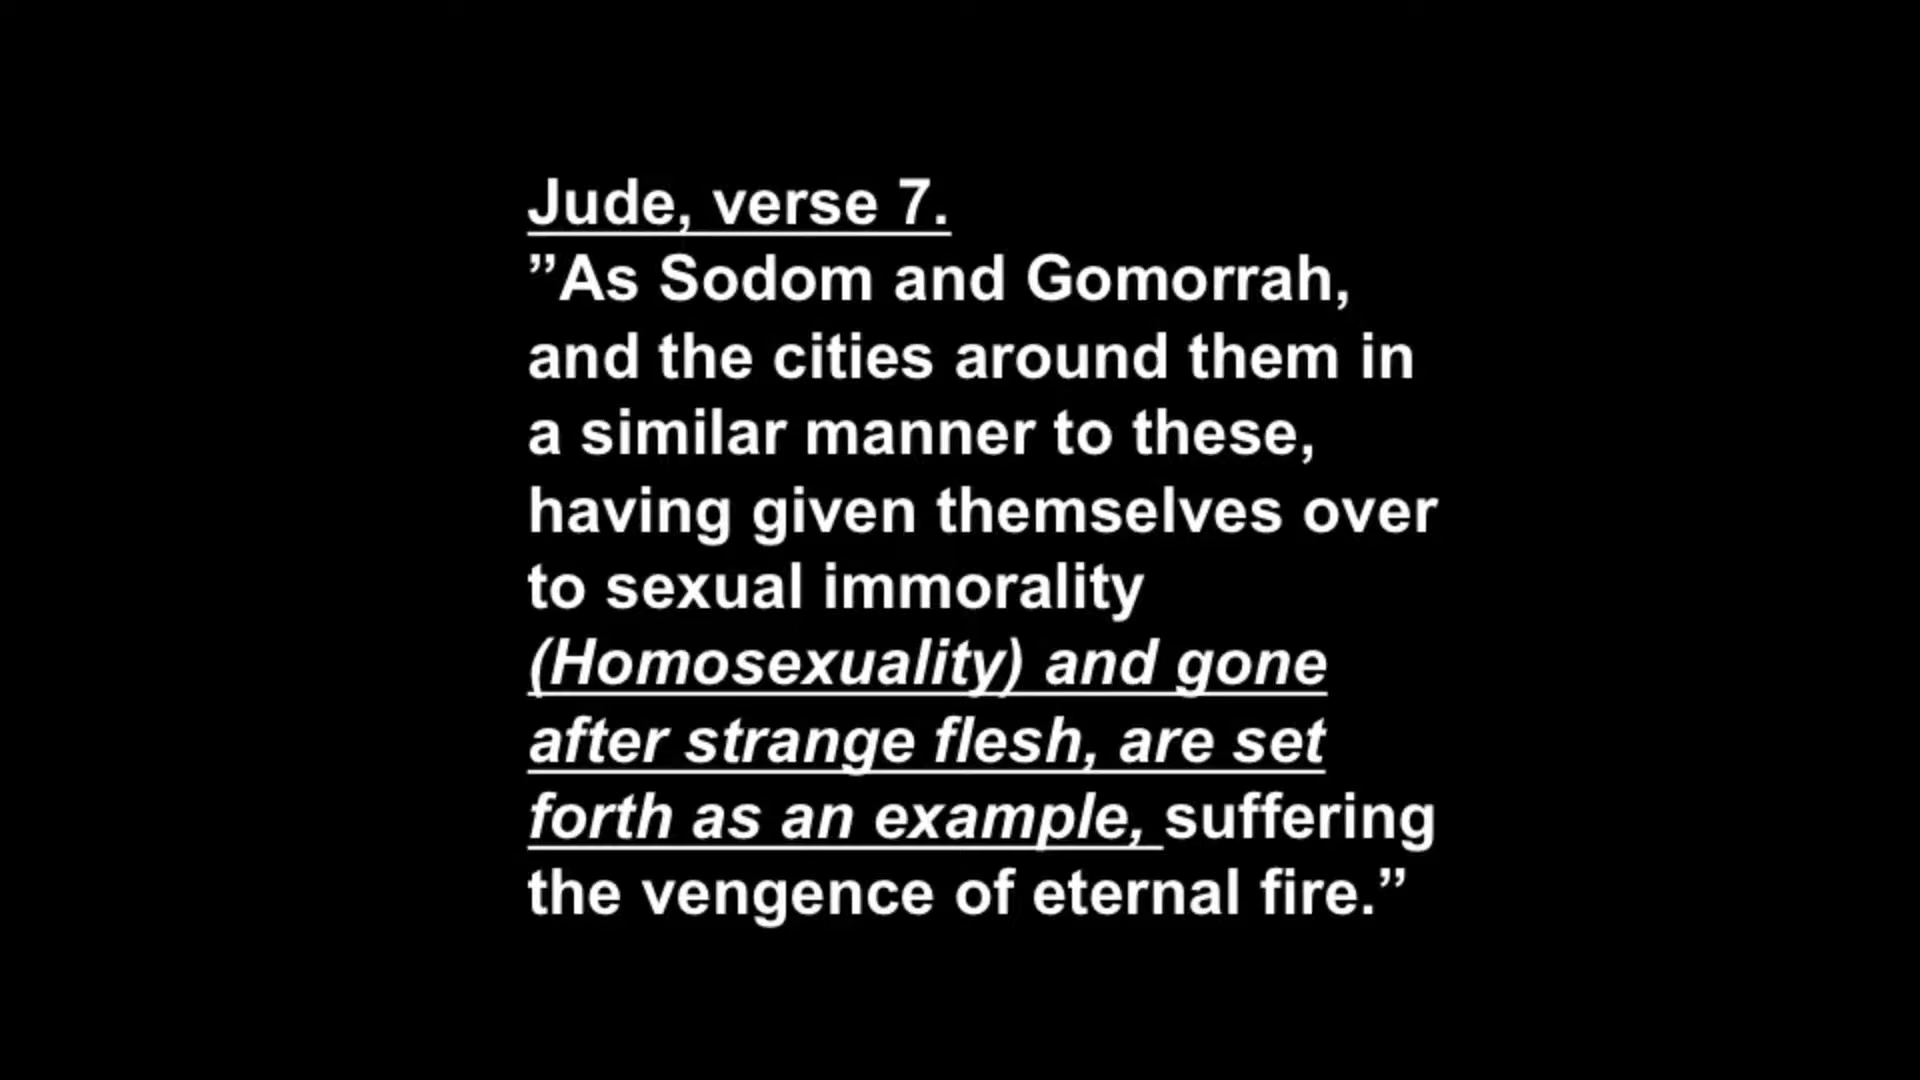 Jude, verse 7.
”As Sodom and Gomorrah,
and the cities around them in
a similar manner to these,
having given themselves over
to sexual immorality
(Homosexuality) and gone
after strange flesh, are set
forth as an example, suffering
the vengence of eternal fire.”